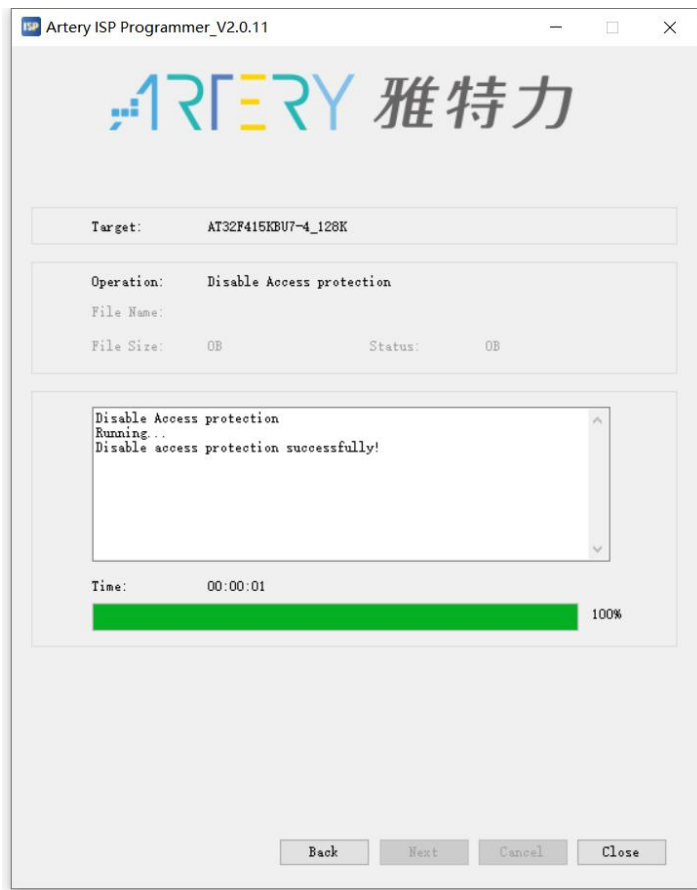 ISP Artery ISP Programmer_V2.0.11
ARTERY 雅特力
Target: AT32F415KBU7-4_128K
Operation: Disable Access protection
File Name:
File Size: 0B Status: 0B
Disable Access protection
Running...
Disable access protection successfully!
Time: 00:00:01
100%
Back Next Cancel Close